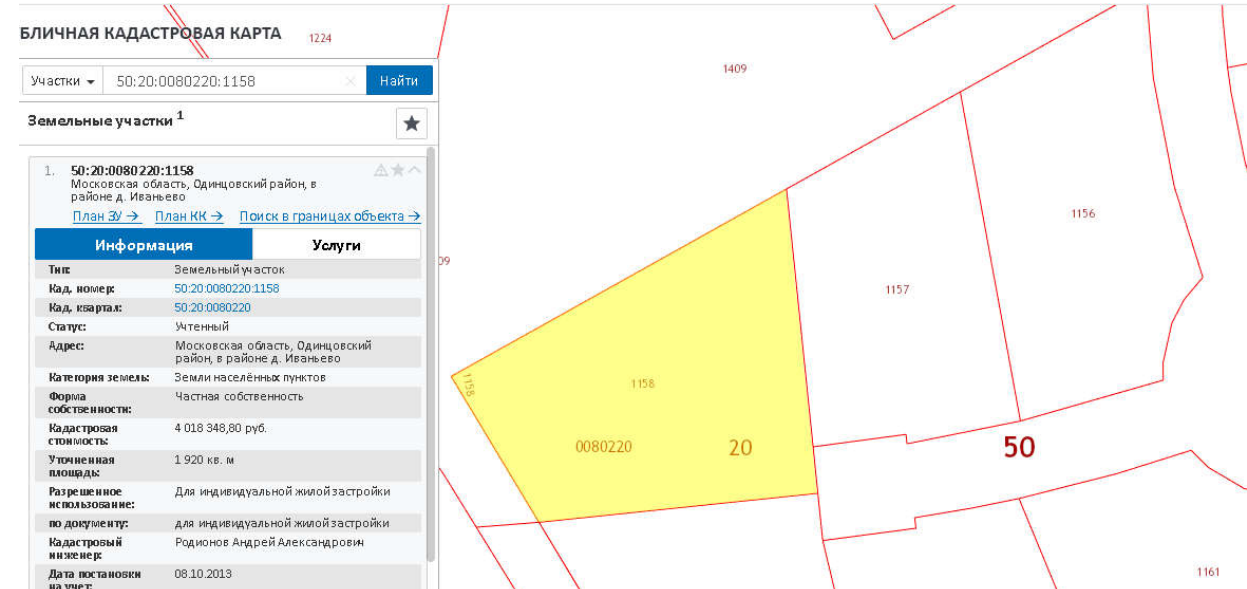 БЛИЧНАЯ КАДАСТРОВАЯ КАРТА
1224
Участки
50:20:0080220:1158
Найти
Земельные участки 1
1. 50:20:0080220:1158
Московская область, Одинцовский район, в
районе д. Иваньево
План ЗУ → План КК → Поиск в границах объекта →
Информация Услуги
Тип: Земельный участок
Кад. номер: 50:20:0080220:1158
Кад. квартал: 50:20:0080220
Статус: Учтенный
Адрес: Московская область, Одинцовский
район, в районе д. Иваньево
Категория земель: Земли населённых пунктов
Форма
собственности: Частная собственность
Кадастровая
стоимость: 4 018 348,80 руб.
Уточненная
площадь: 1 920 кв. м
Разрешенное
использование: Для индивидуальной жилой застройки
по документу: для индивидуальной жилой застройки
Кадастровый
инженер: Родионов Андрей Александрович
Дата постановки
на учет: 08.10.2013
1409
09
1156
1157
1158
1158
0080220
20
50
1161